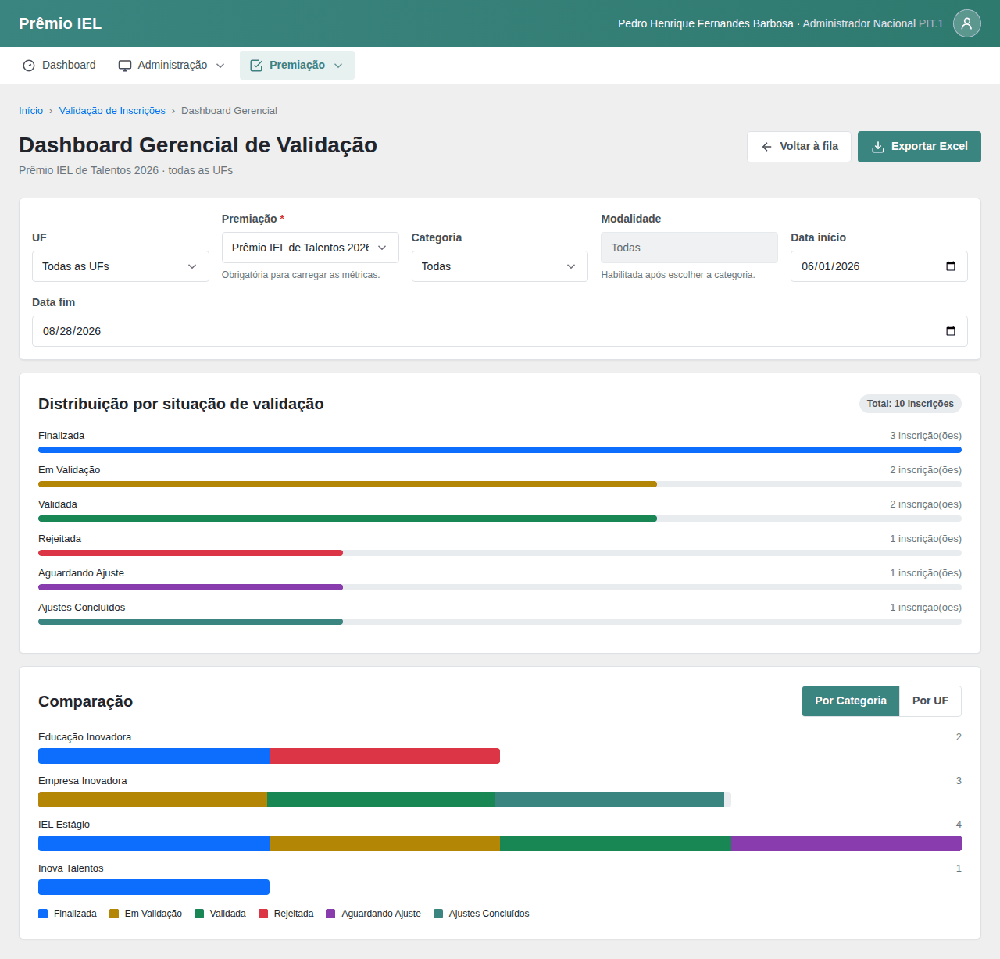 Prêmio IEL
Pedro Henrique Fernandes Barbosa · Administrador Nacional PIT.1
Dashboard
Administração
Premiação
Início › Validação de Inscrições › Dashboard Gerencial
Dashboard Gerencial de Validação
Prêmio IEL de Talentos 2026 · todas as UFs
Voltar à fila
Exportar Excel
UF
Todas as UFs
Premiação *
Prêmio IEL de Talentos 2026
Obrigatória para carregar as métricas.
Categoria
Todas
Modalidade
Todas
Habilitada após escolher a categoria.
Data início
06/01/2026
Data fim
08/28/2026
Distribuição por situação de validação
Total: 10 inscrições
Finalizada 3 inscrição(ões)
Em Validação 2 inscrição(ões)
Validada 2 inscrição(ões)
Rejeitada 1 inscrição(ões)
Aguardando Ajuste 1 inscrição(ões)
Ajustes Concluídos 1 inscrição(ões)
Comparação
Por Categoria Por UF
Educação Inovadora 2
Empresa Inovadora 3
IEL Estágio 4
Inova Talentos 1
Finalizada Em Validação Validada Rejeitada Aguardando Ajuste Ajustes Concluídos